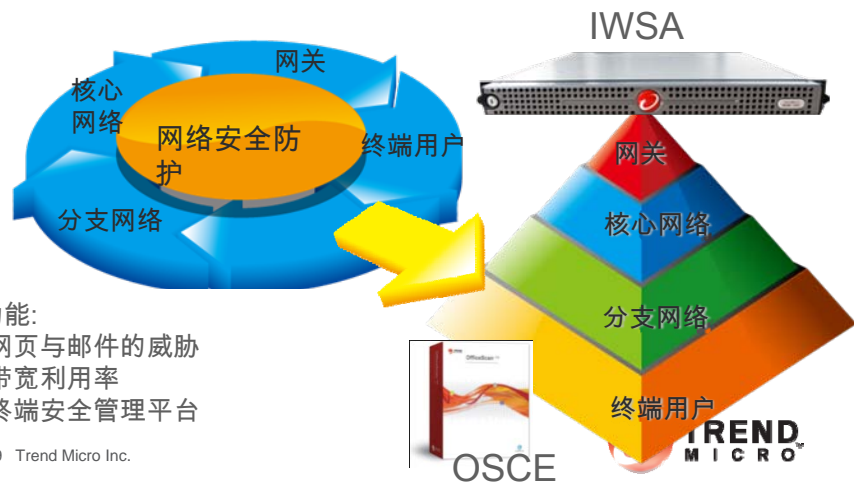 IWSA
网关
核心
网络
网络安全防
护
终端用户
分支网络
网关
核心网络
分支网络
终端用户
能:
网页与邮件的威胁
带宽利用率
终端安全管理平台
OfficeScan
OSCE
TREND
MICRO
Trend Micro Inc.